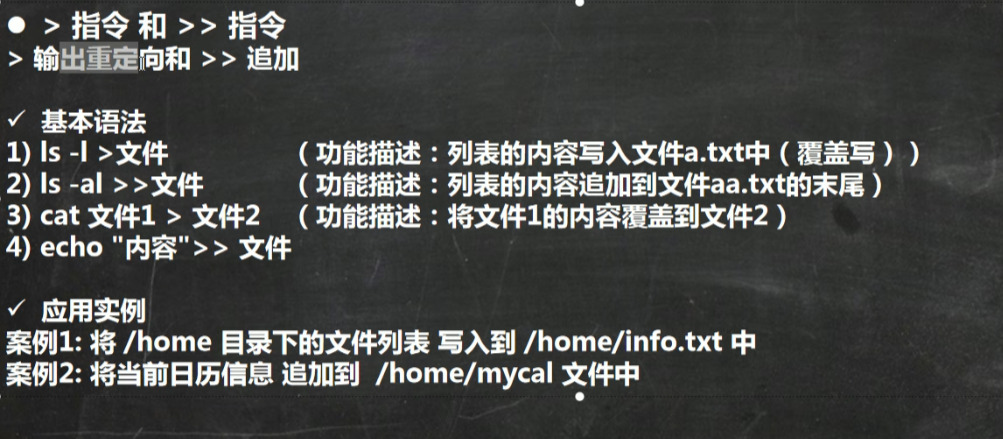 ● > 指令 和 >> 指令
> 输出重定向和 >> 追加
✓ 基本语法
1) ls -l >文件 （功能描述：列表的内容写入文件a.txt中（覆盖写））
2) ls -al >>文件 （功能描述：列表的内容追加到文件aa.txt的末尾）
3) cat 文件1 > 文件2 （功能描述：将文件1的内容覆盖到文件2）
4) echo "内容">> 文件
✓ 应用实例
案例1: 将 /home 目录下的文件列表 写入到 /home/info.txt 中
案例2: 将当前日历信息 追加到 /home/mycal 文件中